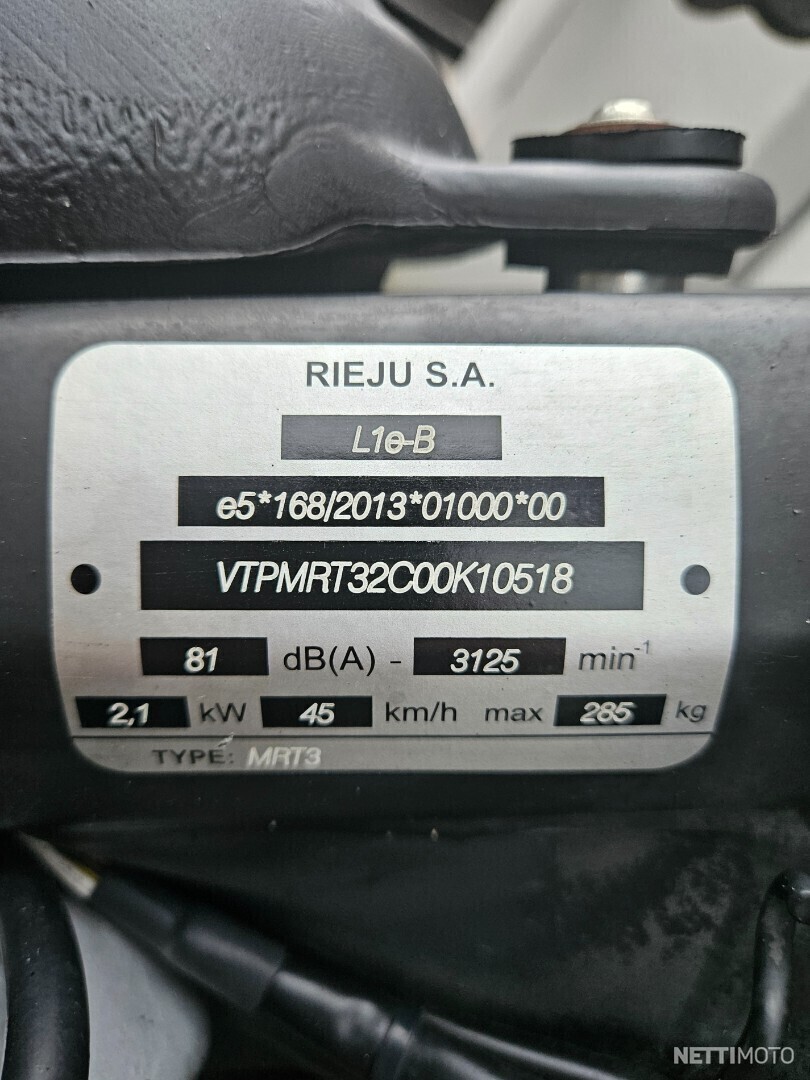 RIEJU S.A.
L1e-B
e5*168/2013*01000*00
VTPMRT32C00K10518
81 dB(A) - 3125 min-1
2,1 kW 45 km/h max 285 kg
TYPE: MRT3
NETTIMOTO